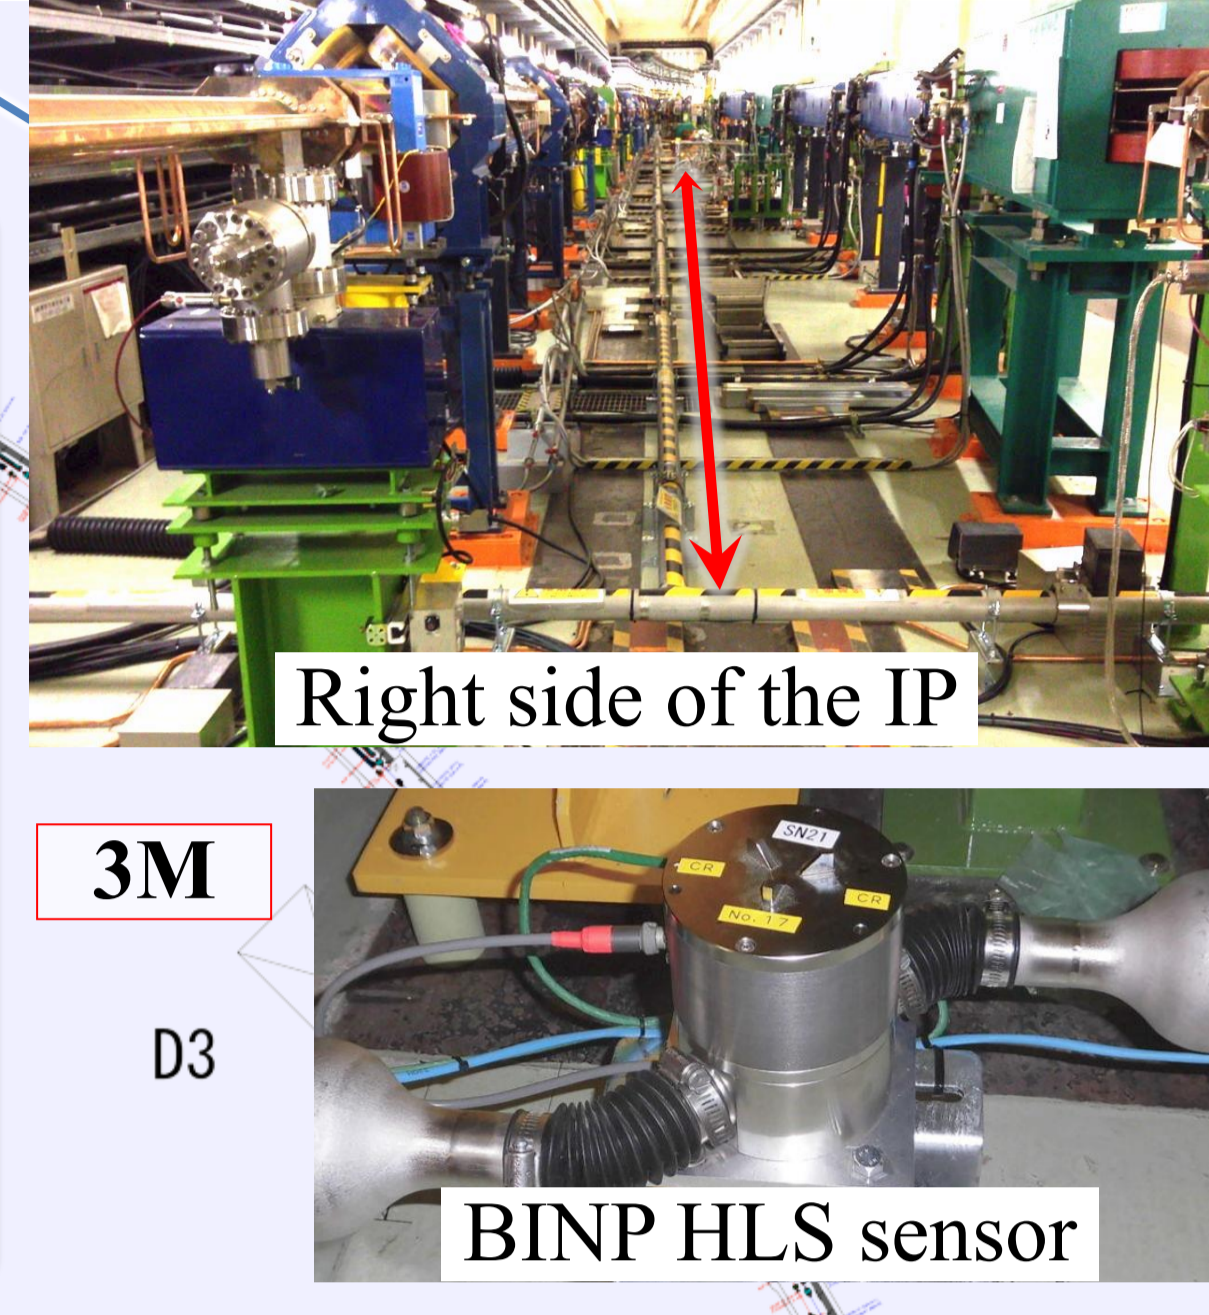 Right side of the IP
3M
D3
SN21
CR
CR
No.17
BINP HLS sensor